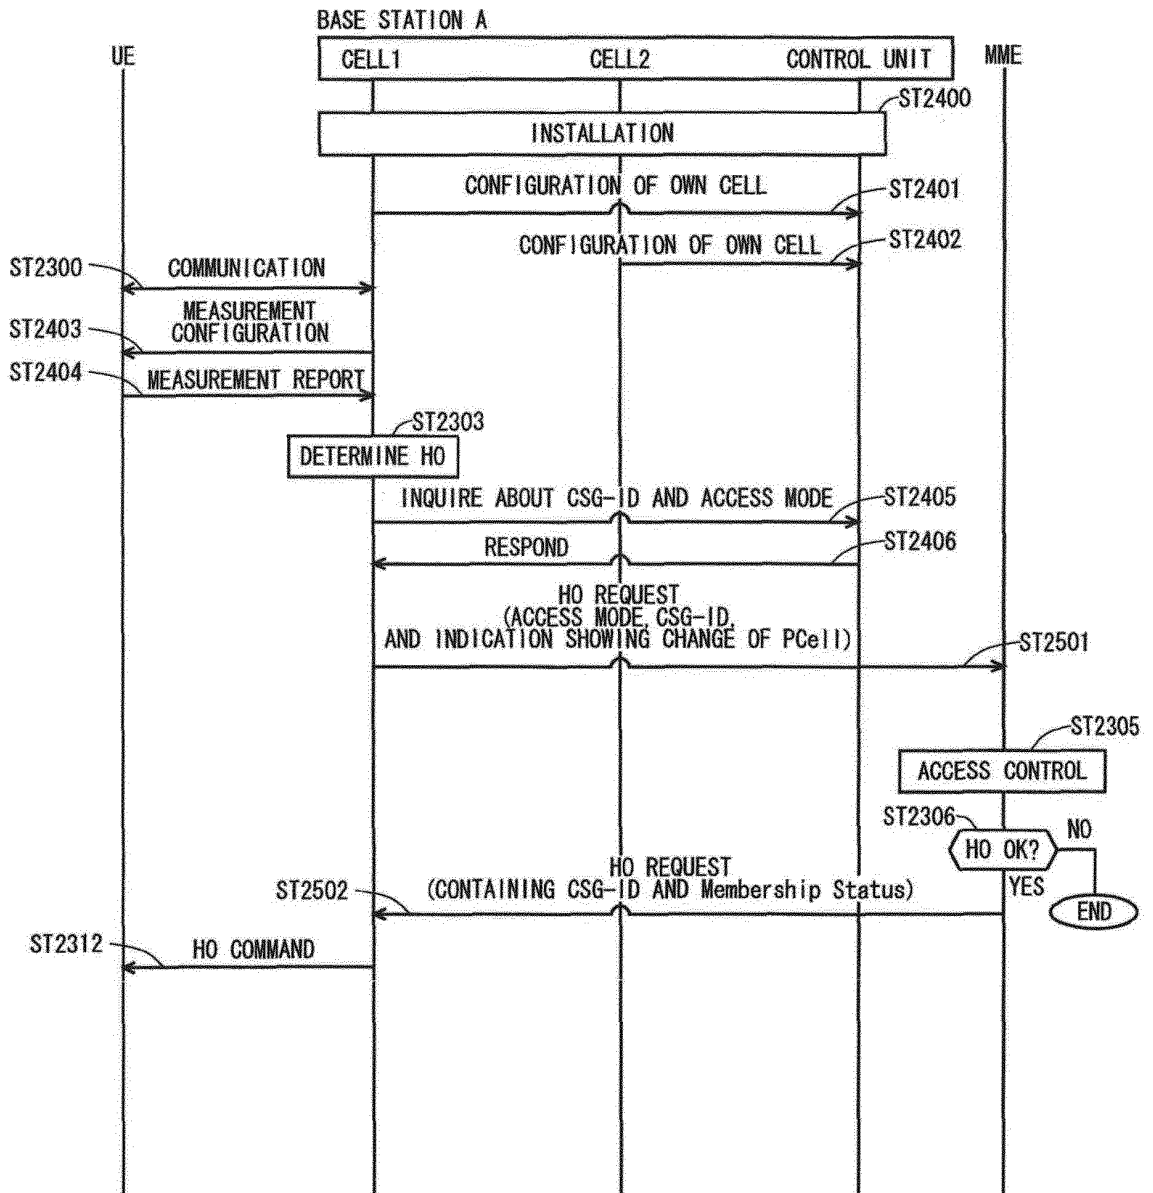 BASE STATION A
UE
CELL1
CELL2
CONTROL UNIT
MME
ST2400
INSTALLATION
CONFIGURATION OF OWN CELL
ST2401
CONFIGURATION OF OWN CELL
ST2402
ST2300
COMMUNICATION
MEASUREMENT
CONFIGURATION
ST2403
ST2404
MEASUREMENT REPORT
ST2303
DETERMINE HO
INQUIRE ABOUT CSG-ID AND ACCESS MODE
ST2405
RESPOND
ST2406
HO REQUEST
(ACCESS MODE, CSG-ID,
AND INDICATION SHOWING CHANGE OF PCell)
ST2501
ST2305
ACCESS CONTROL
ST2306
HO OK?
NO
YES
END
HO REQUEST
(CONTAINING CSG-ID AND Membership Status)
ST2502
ST2312
HO COMMAND